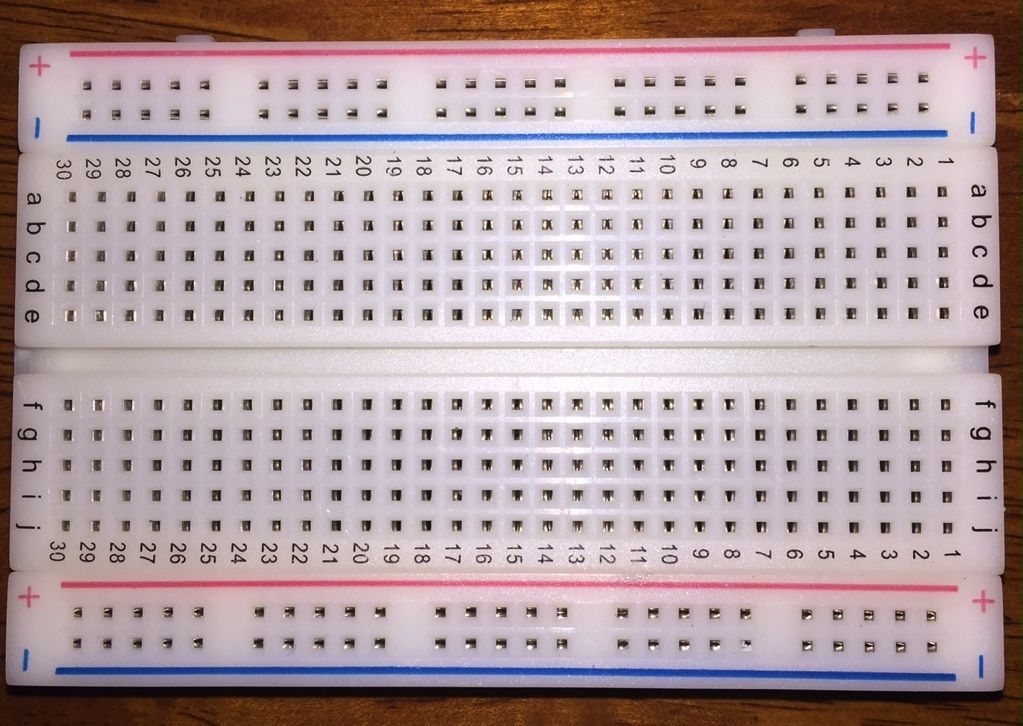 + +
- -
30 29 28 27 26 25 24 23 22 21 20 19 18 17 16 15 14 13 12 11 10 9 8 7 6 5 4 3 2 1
a a
b b
c c
d d
e e
f f
g g
h h
i i
j j
30 29 28 27 26 25 24 23 22 21 20 19 18 17 16 15 14 13 12 11 10 9 8 7 6 5 4 3 2 1
+ +
- -